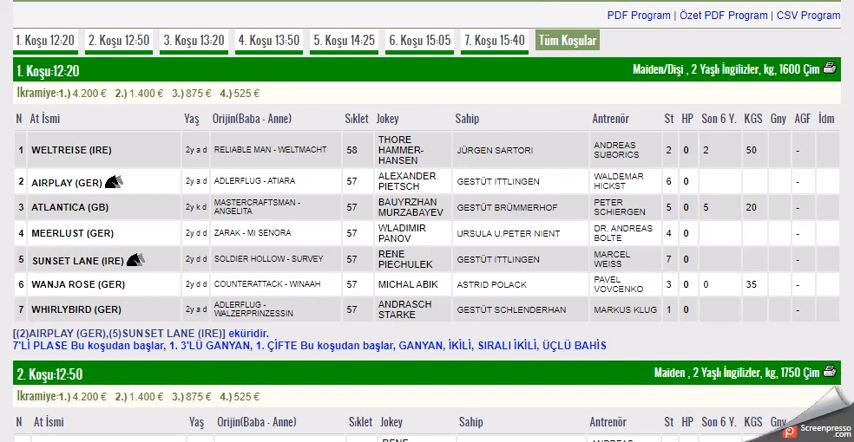 PDF Program | Özet PDF Program | CSV Program
1. Koşu 12:20 2. Koşu 12:50 3. Koşu 13:20 4. Koşu 13:50 5. Koşu 14:25 6. Koşu 15:05 7. Koşu 15:40 Tüm Koşular
1. Koşu:12:20 Maiden/Dişi , 2 Yaşlı İngilizler, kg, 1600 Çim
İkramiye:1.) 4.200 € 2.) 1.400 € 3.) 875 € 4.) 525 €
N At İsmi Yaş Orijin(Baba - Anne) Sıklet Jokey Sahip Antrenör St HP Son 6 Y. KGS Gny AGF İdm
1 WELTREISE (IRE) 2y a d RELIABLE MAN - WELTMACHT 58 THORE HAMMER-HANSEN JÜRGEN SARTORI ANDREAS SUBORICS 2 0 2 50 -
2 AIRPLAY (GER) 2y a d ADLERFLUG - ATIARA 57 ALEXANDER PIETSCH GESTÜT ITTLINGEN WALDEMAR HICKST 6 0 -
3 ATLANTICA (GB) 2y k d MASTERCRAFTSMAN - ANGELITA 57 BAUYRZHAN MURZABAYEV GESTÜT BRÜMMERHOF PETER SCHIERGEN 5 0 5 20 -
4 MEERLUST (GER) 2y d d ZARAK - MI SENORA 57 WLADIMIR PANOV URSULA U.PETER NIENT DR. ANDREAS BOLTE 4 0 -
5 SUNSET LANE (IRE) 2y d d SOLDIER HOLLOW - SURVEY 57 RENE PIECHULEK GESTÜT ITTLINGEN MARCEL WEISS 7 0 -
6 WANJA ROSE (GER) 2y d d COUNTERATTACK - WINAAH 57 MICHAL ABIK ASTRID POLACK PAVEL VOVCENKO 3 0 0 35 -
7 WHIRLYBIRD (GER) 2y a d ADLERFLUG - WALZERPRINZESSIN 57 ANDRASCH STARKE GESTÜT SCHLENDERHAN MARKUS KLUG 1 0 -
[(2)AIRPLAY (GER),(5)SUNSET LANE (IRE)] eküridir.
7'Lİ PLASE Bu koşudan başlar, 1. 3'LÜ GANYAN, 1. ÇİFTE Bu koşudan başlar, GANYAN, İKİLİ, SIRALI İKİLİ, ÜÇLÜ BAHİS
2. Koşu:12:50 Maiden , 2 Yaşlı İngilizler, kg, 1750 Çim
İkramiye:1.) 4.200 € 2.) 1.400 € 3.) 875 € 4.) 525 €
N At İsmi Yaş Orijin(Baba - Anne) Sıklet Jokey Sahip Antrenör St HP Son 6 Y. KGS
RENE
Screenpresso.com